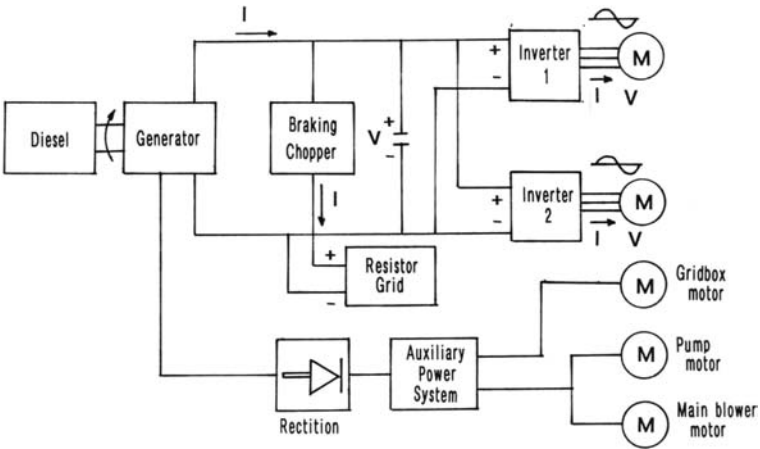 I
Inverter
1
+
-
M
I
V
Diesel
Generator
Braking
Chopper
V
+
-
I
Inverter
2
+
-
M
I
V
+
-
Resistor
Grid
M
Gridbox
motor
Rectition
Auxiliary
Power
System
M
Pump
motor
M
Main blower
motor